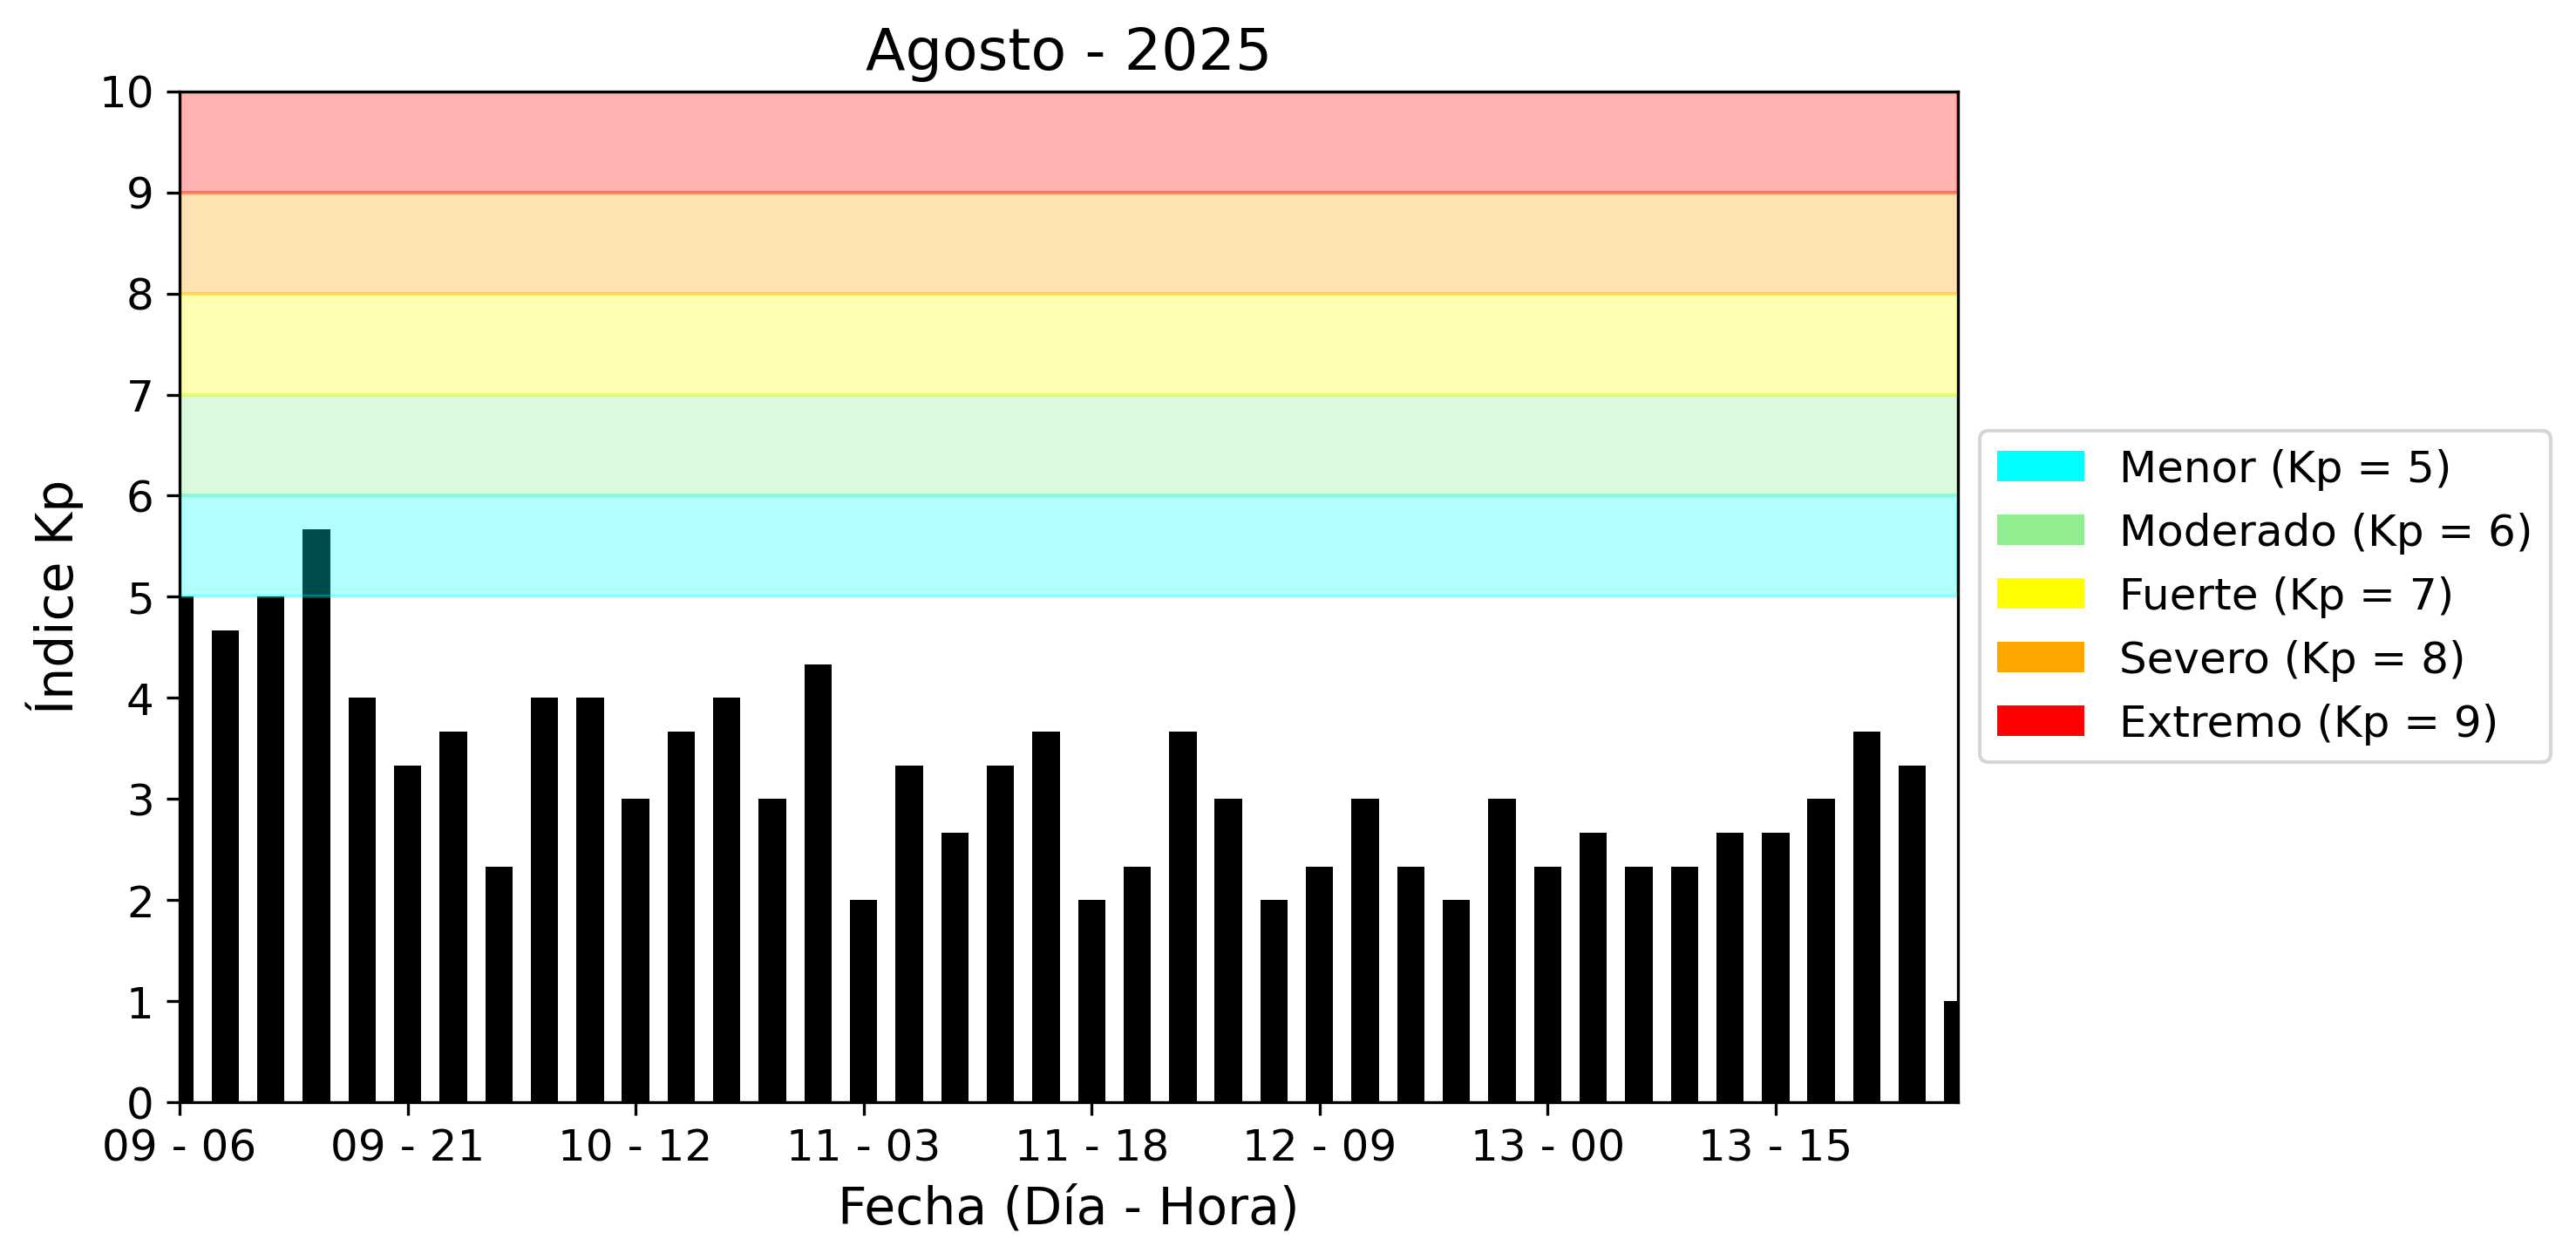 Agosto - 2025
10
9
8
7
6
5
4
3
2
1
0
Índice Kp
09 - 06
09 - 21
10 - 12
11 - 03
11 - 18
12 - 09
13 - 00
13 - 15
Fecha (Día - Hora)
Menor (Kp = 5)
Moderado (Kp = 6)
Fuerte (Kp = 7)
Severo (Kp = 8)
Extremo (Kp = 9)